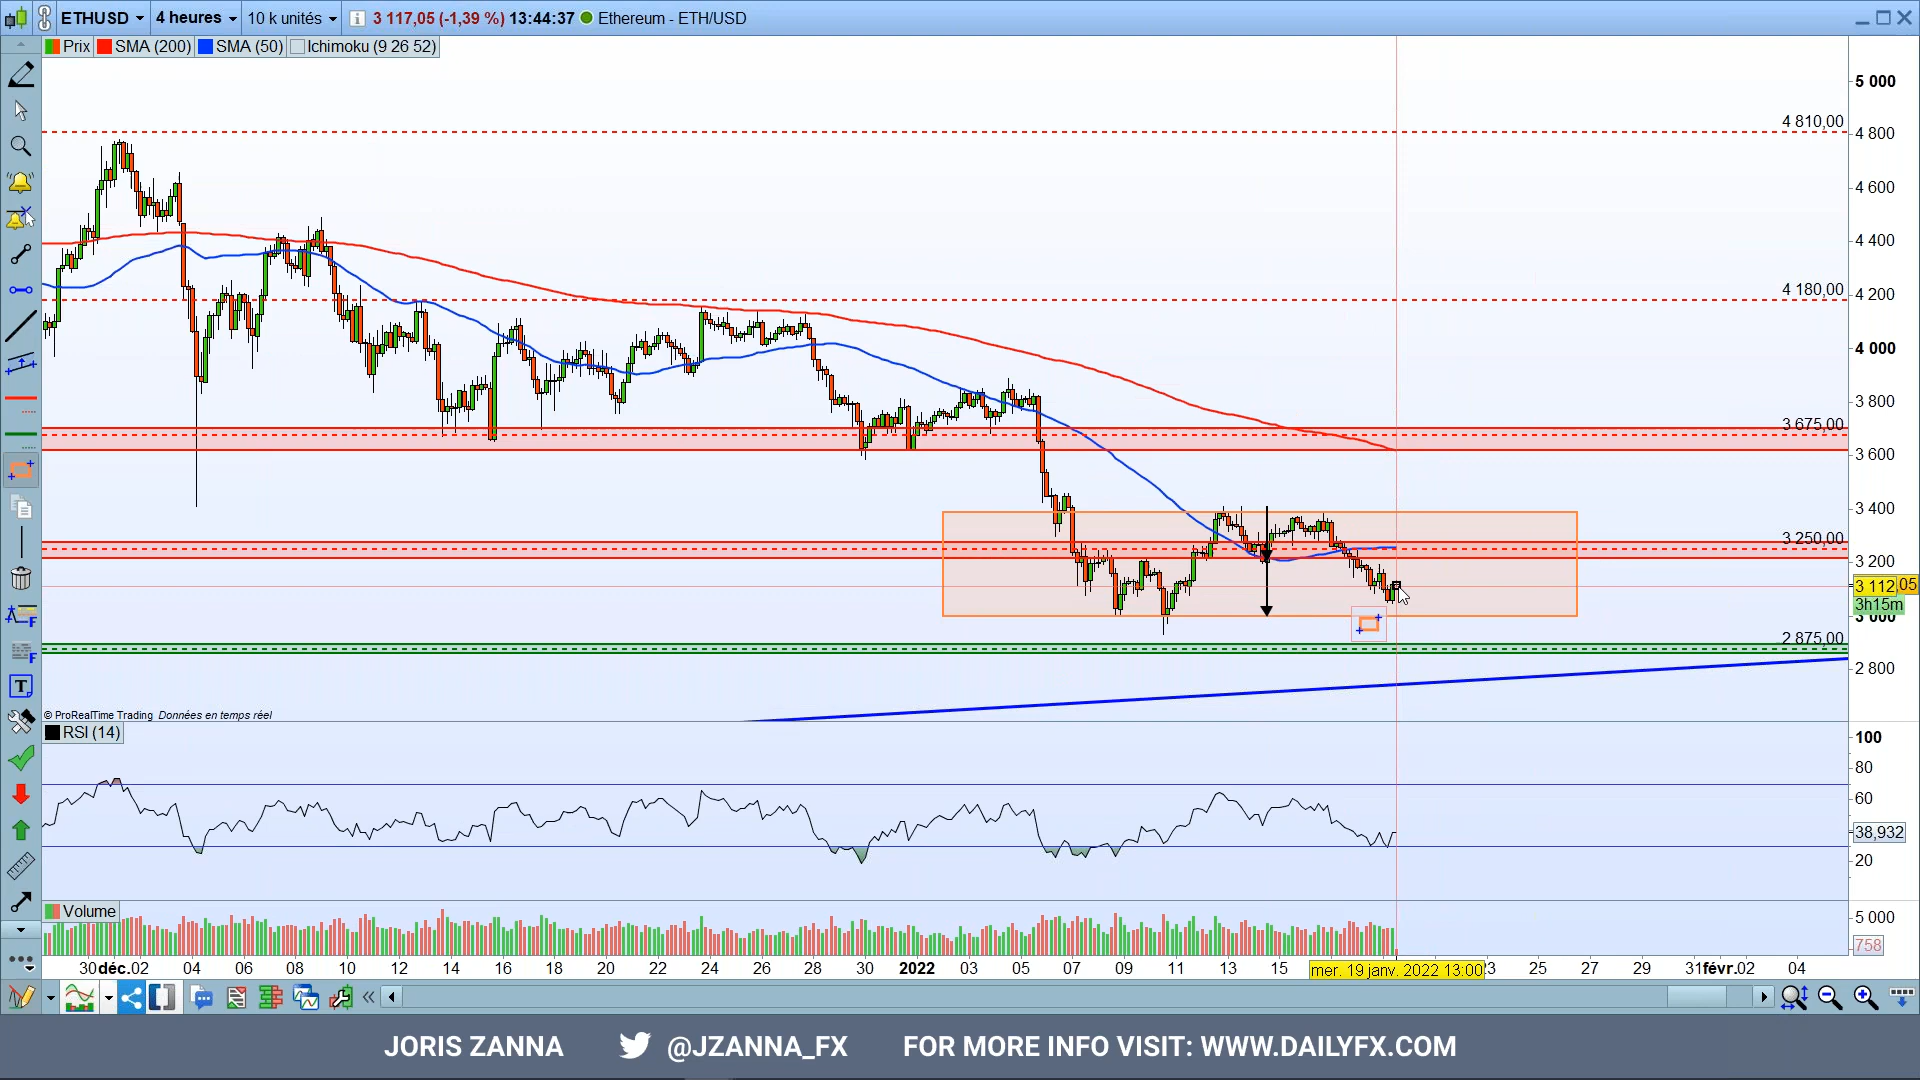 ETHUSD 4 heures 10 k unités 3 117,05 (-1,39 %) 13:44:37 Ethereum - ETH/USD
Prix SMA (200) SMA (50) Ichimoku (9 26 52)
5 000
4 810,00
4 800
4 600
4 400
4 180,00
4 200
4 000
3 800
3 675,00
3 600
3 400
3 250,00
3 200
3 112,05
3h15m
2 875,00
2 800
© ProRealTime Trading Données en temps réel
RSI (14)
100
80
60
38,932
20
Volume
5 000
758
30 déc. 02 04 06 08 10 12 14 16 18 20 22 24 26 28 30 2022 03 05 07 09 11 13 15 mer. 19 janv. 2022 13:00 25 27 29 31 févr. 02 04
T
JORIS ZANNA @JZANNA_FX FOR MORE INFO VISIT: WWW.DAILYFX.COM